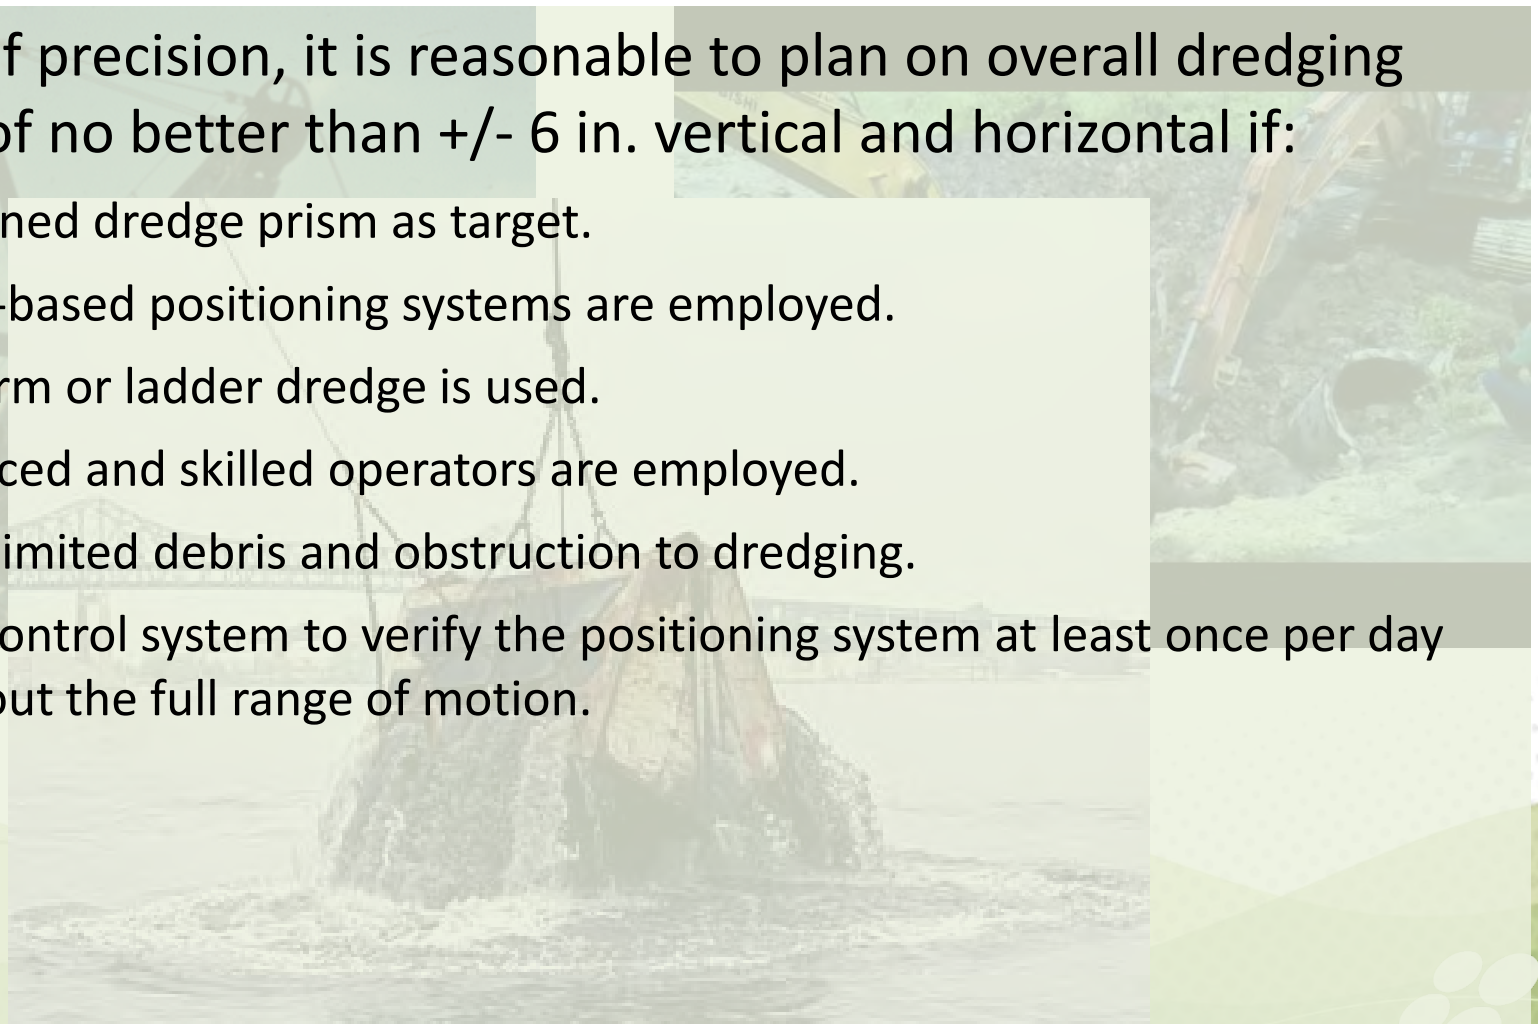 f precision, it is reasonable to plan on overall dredging
of no better than +/- 6 in. vertical and horizontal if:
ned dredge prism as target.
-based positioning systems are employed.
rm or ladder dredge is used.
ced and skilled operators are employed.
limited debris and obstruction to dredging.
ontrol system to verify the positioning system at least once per day
out the full range of motion.